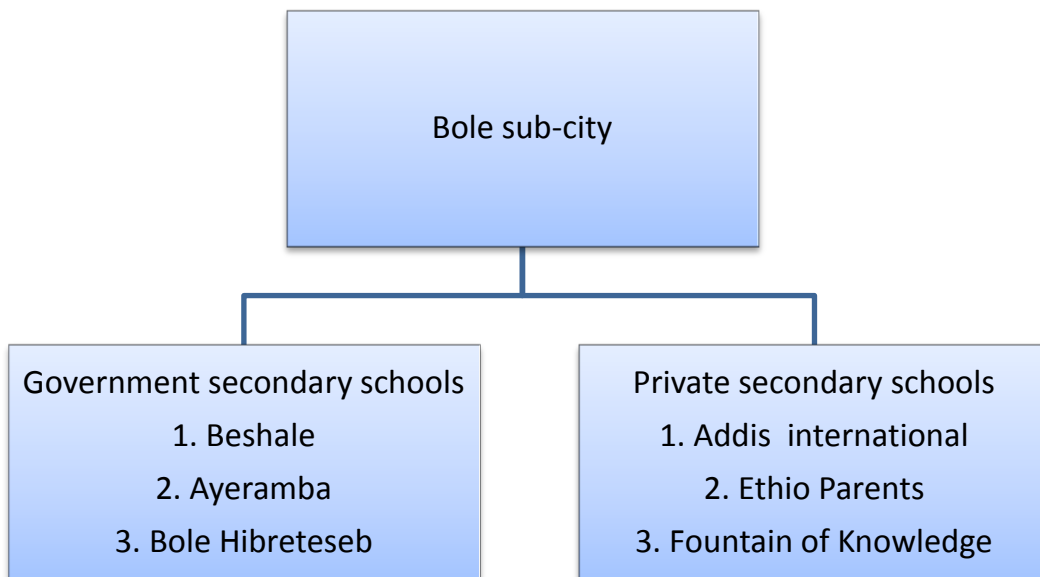 Bole sub-city
Government secondary schools
1. Beshale
2. Ayeramba
3. Bole Hibreteseb
Private secondary schools
1. Addis  international
2. Ethio Parents
3. Fountain of Knowledge